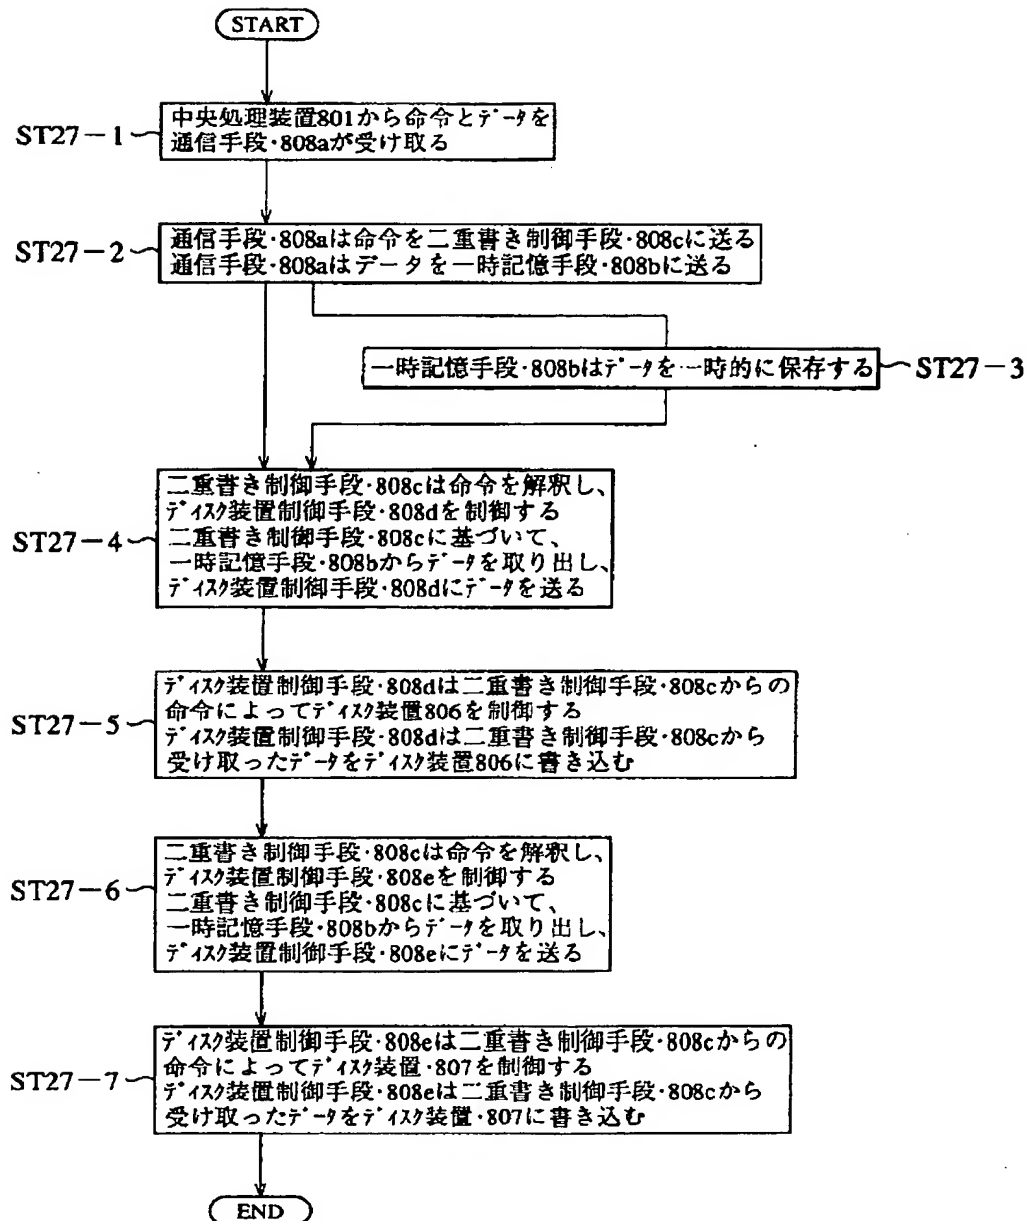 START
ST27-1
中央処理装置801から命令とデータを
通信手段・808aが受け取る
ST27-2
通信手段・808aは命令を二重書き制御手段・808cに送る
通信手段・808aはデータを一時記憶手段・808bに送る
一時記憶手段・808bはデータを一時的に保存する
ST27-3
ST27-4
二重書き制御手段・808cは命令を解釈し、
ディスク装置制御手段・808dを制御する
二重書き制御手段・808cに基づいて、
一時記憶手段・808bからデータを取り出し、
ディスク装置制御手段・808dにデータを送る
ST27-5
ディスク装置制御手段・808dは二重書き制御手段・808cからの
命令によってディスク装置806を制御する
ディスク装置制御手段・808dは二重書き制御手段・808cから
受け取ったデータをディスク装置806に書き込む
ST27-6
二重書き制御手段・808cは命令を解釈し、
ディスク装置制御手段・808eを制御する
二重書き制御手段・808cに基づいて、
一時記憶手段・808bからデータを取り出し、
ディスク装置制御手段・808eにデータを送る
ST27-7
ディスク装置制御手段・808eは二重書き制御手段・808cからの
命令によってディスク装置・807を制御する
ディスク装置制御手段・808eは二重書き制御手段・808cから
受け取ったデータをディスク装置・807に書き込む
END